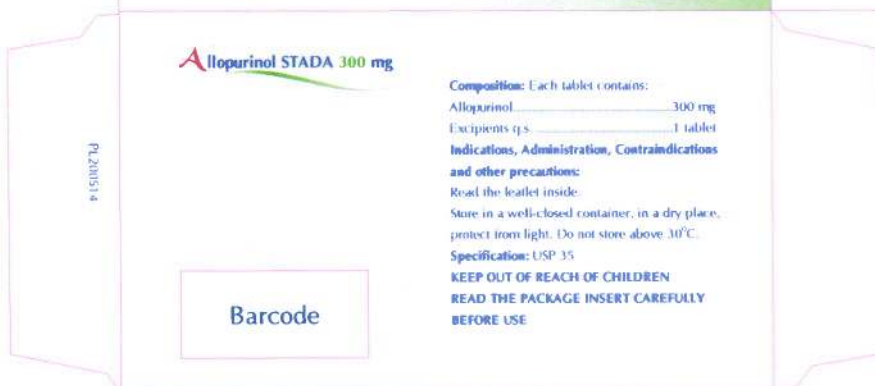 Allopurinol STADA 300 mg
Composition: Each tablet contains:
Allopurinol....................300 mg
Excipients q.s....................1 tablet
Indications, Administration, Contraindications
and other precautions:
Read the leaflet inside.
Store in a well-closed container, in a dry place,
protect from light. Do not store above 30°C.
Specification: USP 35
KEEP OUT OF REACH OF CHILDREN
READ THE PACKAGE INSERT CAREFULLY
BEFORE USE
Barcode
PL200514